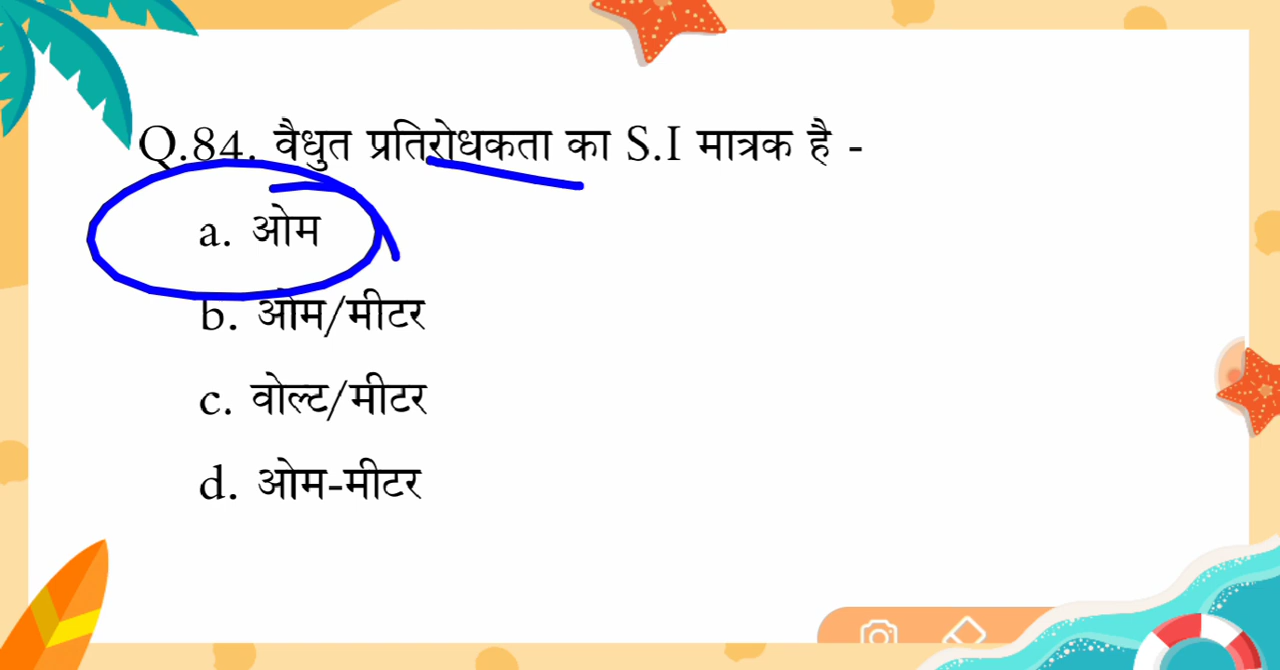 Q.84. वैधुत प्रतिरोधकता का S.I मात्रक है -
a. ओम
b. ओम/मीटर
c. वोल्ट/मीटर
d. ओम-मीटर